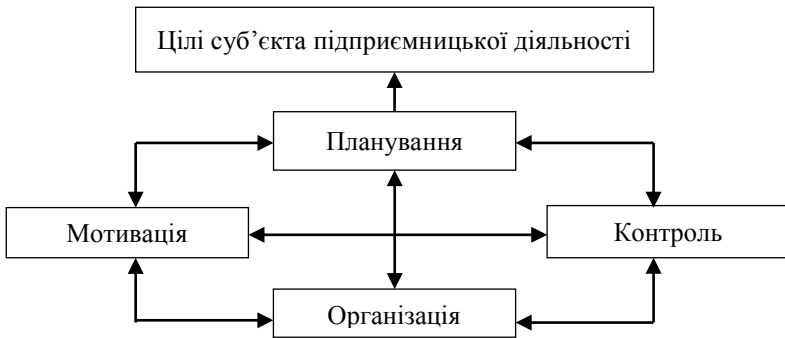 Цілі суб’єкта підприємницької діяльності
Планування
Мотивація
Контроль
Організація